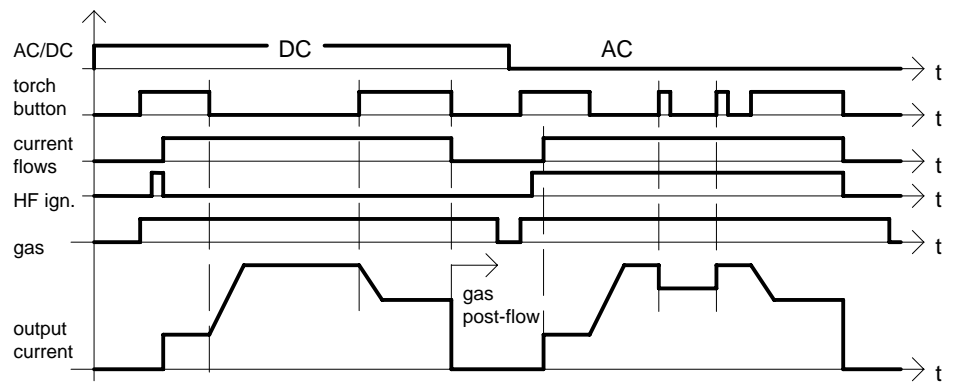 AC/DC
DC
AC
t
torch
button
t
current
flows
t
HF ign.
t
gas
t
gas
post-flow
output
current
t